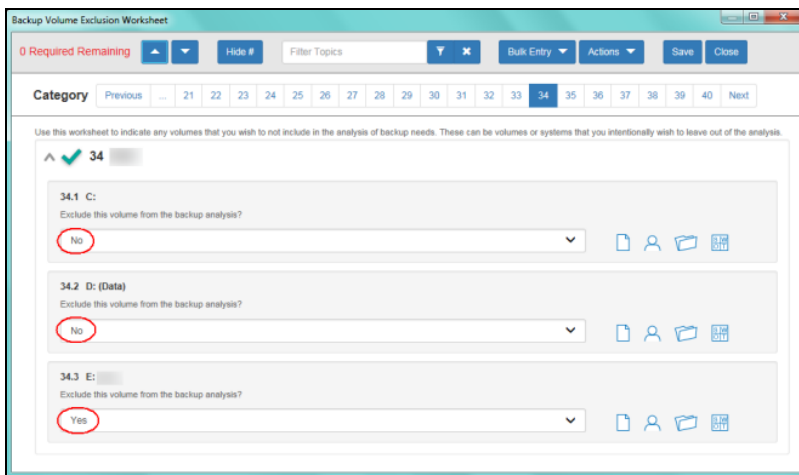 Backup Volume Exclusion Worksheet
0 Required Remaining Hide # Filter Topics Bulk Entry Actions Save Close
Category Previous ... 21 22 23 24 25 26 27 28 29 30 31 32 33 34 35 36 37 38 39 40 Next
Use this worksheet to indicate any volumes that you wish to not include in the analysis of backup needs. These can be volumes or systems that you intentionally wish to leave out of the analysis.
34
34.1 C:
Exclude this volume from the backup analysis?
No
34.2 D: (Data)
Exclude this volume from the backup analysis?
No
34.3 E:
Exclude this volume from the backup analysis?
Yes